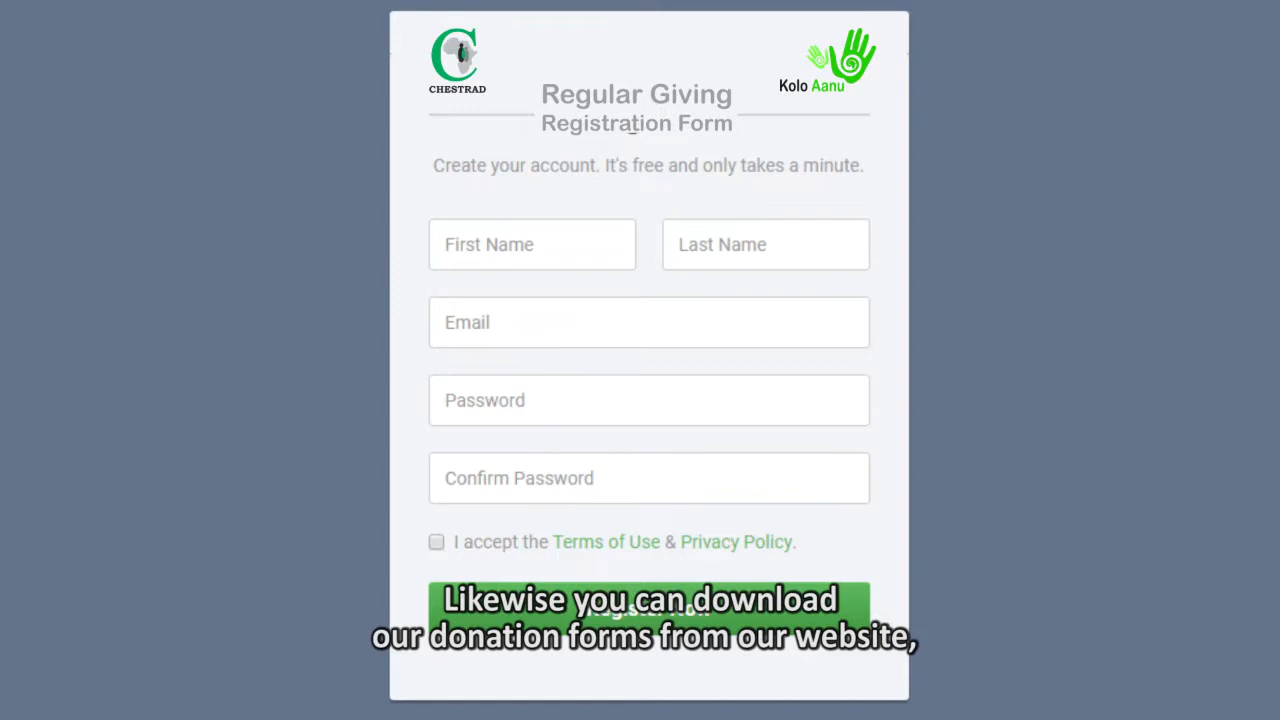 CHESTRAD
Kolo Aanu
Regular Giving
Registration Form
Create your account. It's free and only takes a minute.
First Name
Last Name
Email
Password
Confirm Password
I accept the Terms of Use & Privacy Policy.
Likewise you can download
our donation forms from our website,